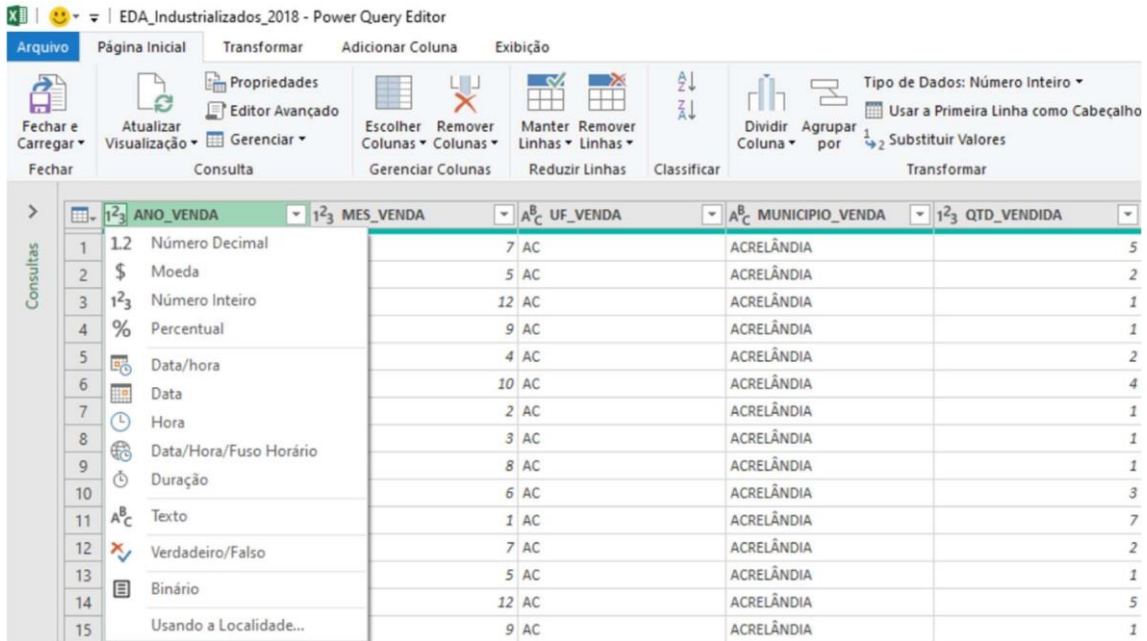 EDA_Industrializados_2018 - Power Query Editor
Arquivo Página Inicial Transformar Adicionar Coluna Exibição
Fechar e Carregar
Fechar
Atualizar Visualização
Propriedades
Editor Avançado
Gerenciar
Consulta
Escolher Colunas
Remover Colunas
Gerenciar Colunas
Manter Linhas
Remover Linhas
Reduzir Linhas
Classificar
Dividir Coluna
Agrupar por
Tipo de Dados: Número Inteiro
Usar a Primeira Linha como Cabeçalho
Substituir Valores
Transformar
Consultas
ANO_VENDA MES_VENDA UF_VENDA MUNICIPIO_VENDA QTD_VENDIDA
1.2 Número Decimal
$ Moeda
123 Número Inteiro
% Percentual
Data/hora
Data
Hora
Data/Hora/Fuso Horário
Duração
ABC Texto
Verdadeiro/Falso
Binário
Usando a Localidade...
1 7 AC ACRELÂNDIA 5
2 5 AC ACRELÂNDIA 2
3 12 AC ACRELÂNDIA 1
4 9 AC ACRELÂNDIA 1
5 4 AC ACRELÂNDIA 2
6 10 AC ACRELÂNDIA 4
7 2 AC ACRELÂNDIA 1
8 3 AC ACRELÂNDIA 1
9 8 AC ACRELÂNDIA 1
10 6 AC ACRELÂNDIA 3
11 1 AC ACRELÂNDIA 7
12 7 AC ACRELÂNDIA 2
13 5 AC ACRELÂNDIA 1
14 12 AC ACRELÂNDIA 5
15 9 AC ACRELÂNDIA 1